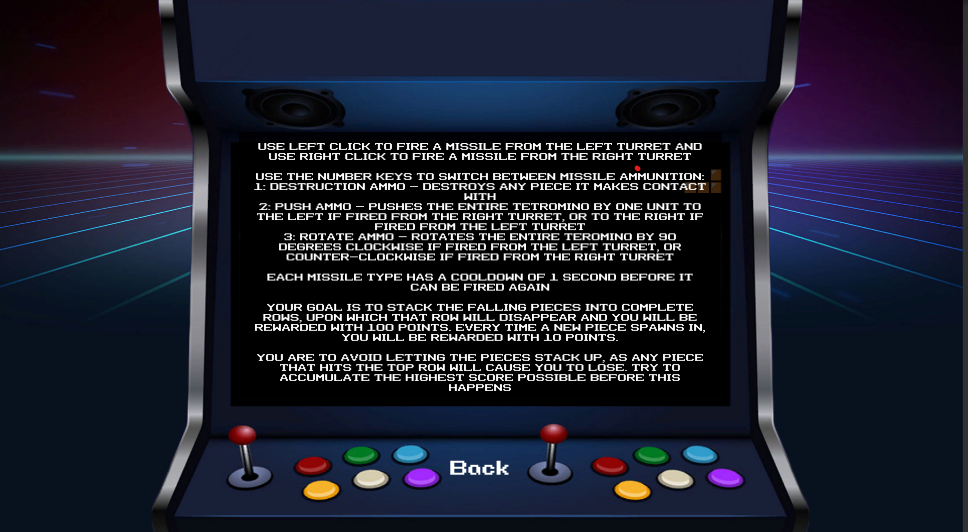 USE LEFT CLICK TO FIRE A MISSILE FROM THE LEFT TURRET AND
USE RIGHT CLICK TO FIRE A MISSILE FROM THE RIGHT TURRET
USE THE NUMBER KEYS TO SWITCH BETWEEN MISSILE AMMUNITION:
1: DESTRUCTION AMMO – DESTROYS ANY PIECE IT MAKES CONTACT
WITH
2: PUSH AMMO – PUSHES THE ENTIRE TETROMINO BY ONE UNIT TO
THE LEFT IF FIRED FROM THE RIGHT TURRET, OR TO THE RIGHT IF
FIRED FROM THE LEFT TURRET
3: ROTATE AMMO – ROTATES THE ENTIRE TEROMINO BY 90
DEGREES CLOCKWISE IF FIRED FROM THE LEFT TURRET, OR
COUNTER–CLOCKWISE IF FIRED FROM THE RIGHT TURRET
EACH MISSILE TYPE HAS A COOLDOWN OF 1 SECOND BEFORE IT
CAN BE FIRED AGAIN
YOUR GOAL IS TO STACK THE FALLING PIECES INTO COMPLETE
ROWS, UPON WHICH THAT ROW WILL DISAPPEAR AND YOU WILL BE
REWARDED WITH 100 POINTS. EVERY TIME A NEW PIECE SPAWNS IN,
YOU WILL BE REWARDED WITH 10 POINTS.
YOU ARE TO AVOID LETTING THE PIECES STACK UP, AS ANY PIECE
THAT HITS THE TOP ROW WILL CAUSE YOU TO LOSE. TRY TO
ACCUMULATE THE HIGHEST SCORE POSSIBLE BEFORE THIS
HAPPENS
Back